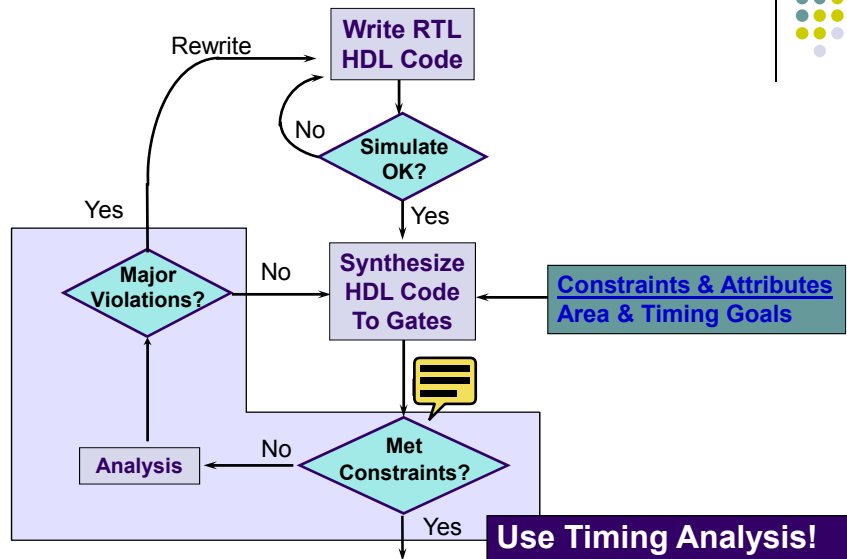 Write RTL
HDL Code
Rewrite
No
Simulate
OK?
Yes
Yes
Synthesize
HDL Code
To Gates
Major
Violations?
No
Constraints & Attributes
Area & Timing Goals
Met
Constraints?
No
Analysis
Yes
Use Timing Analysis!